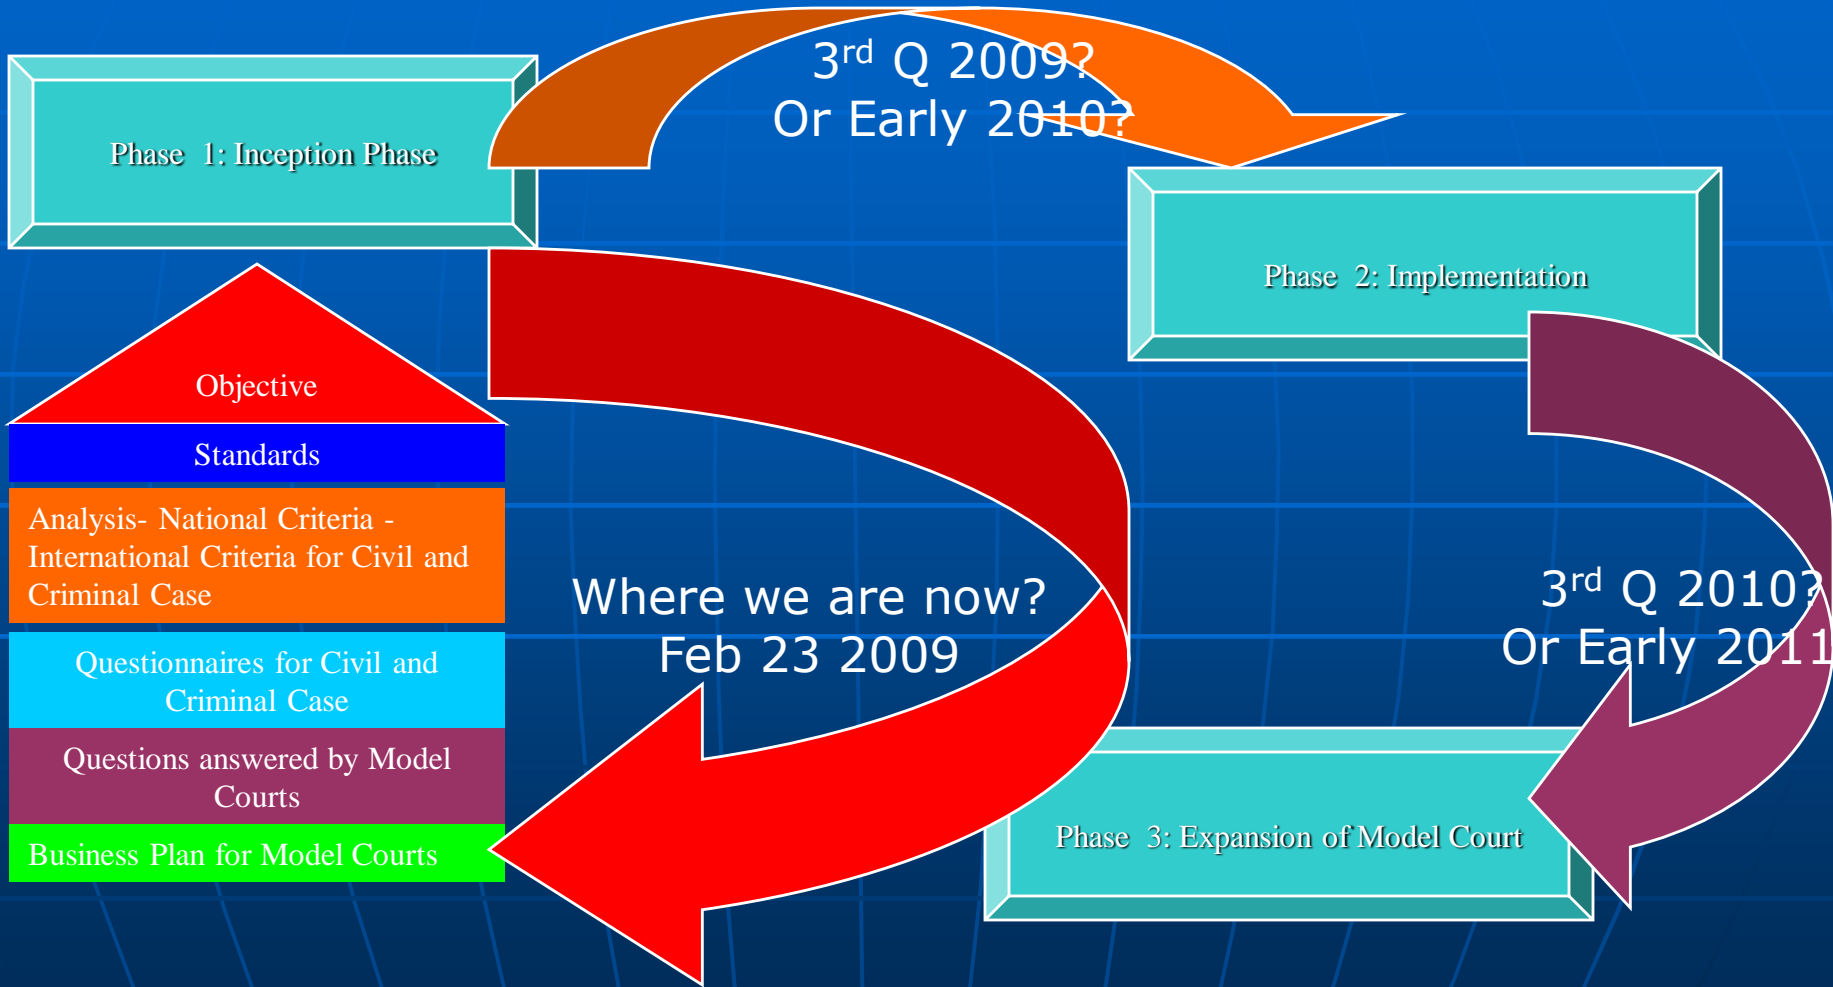 3rd Q 2009?
Or Early 2010?
Phase 1: Inception Phase
Phase 2: Implementation
Objective
Standards
Analysis- National Criteria -
International Criteria for Civil and
Criminal Case
Questionnaires for Civil and
Criminal Case
Questions answered by Model
Courts
Business Plan for Model Courts
Where we are now?
Feb 23 2009
3rd Q 2010?
Or Early 2011
Phase 3: Expansion of Model Court